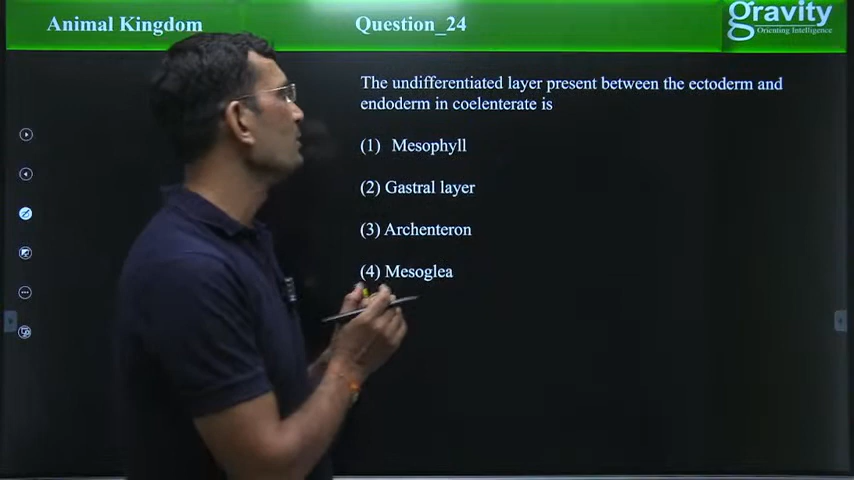 Animal Kingdom
Question_24
gravity
Orienting Intelligence
The undifferentiated layer present between the ectoderm and
endoderm in coelenterate is
(1) Mesophyll
(2) Gastral layer
(3) Archenteron
(4) Mesoglea